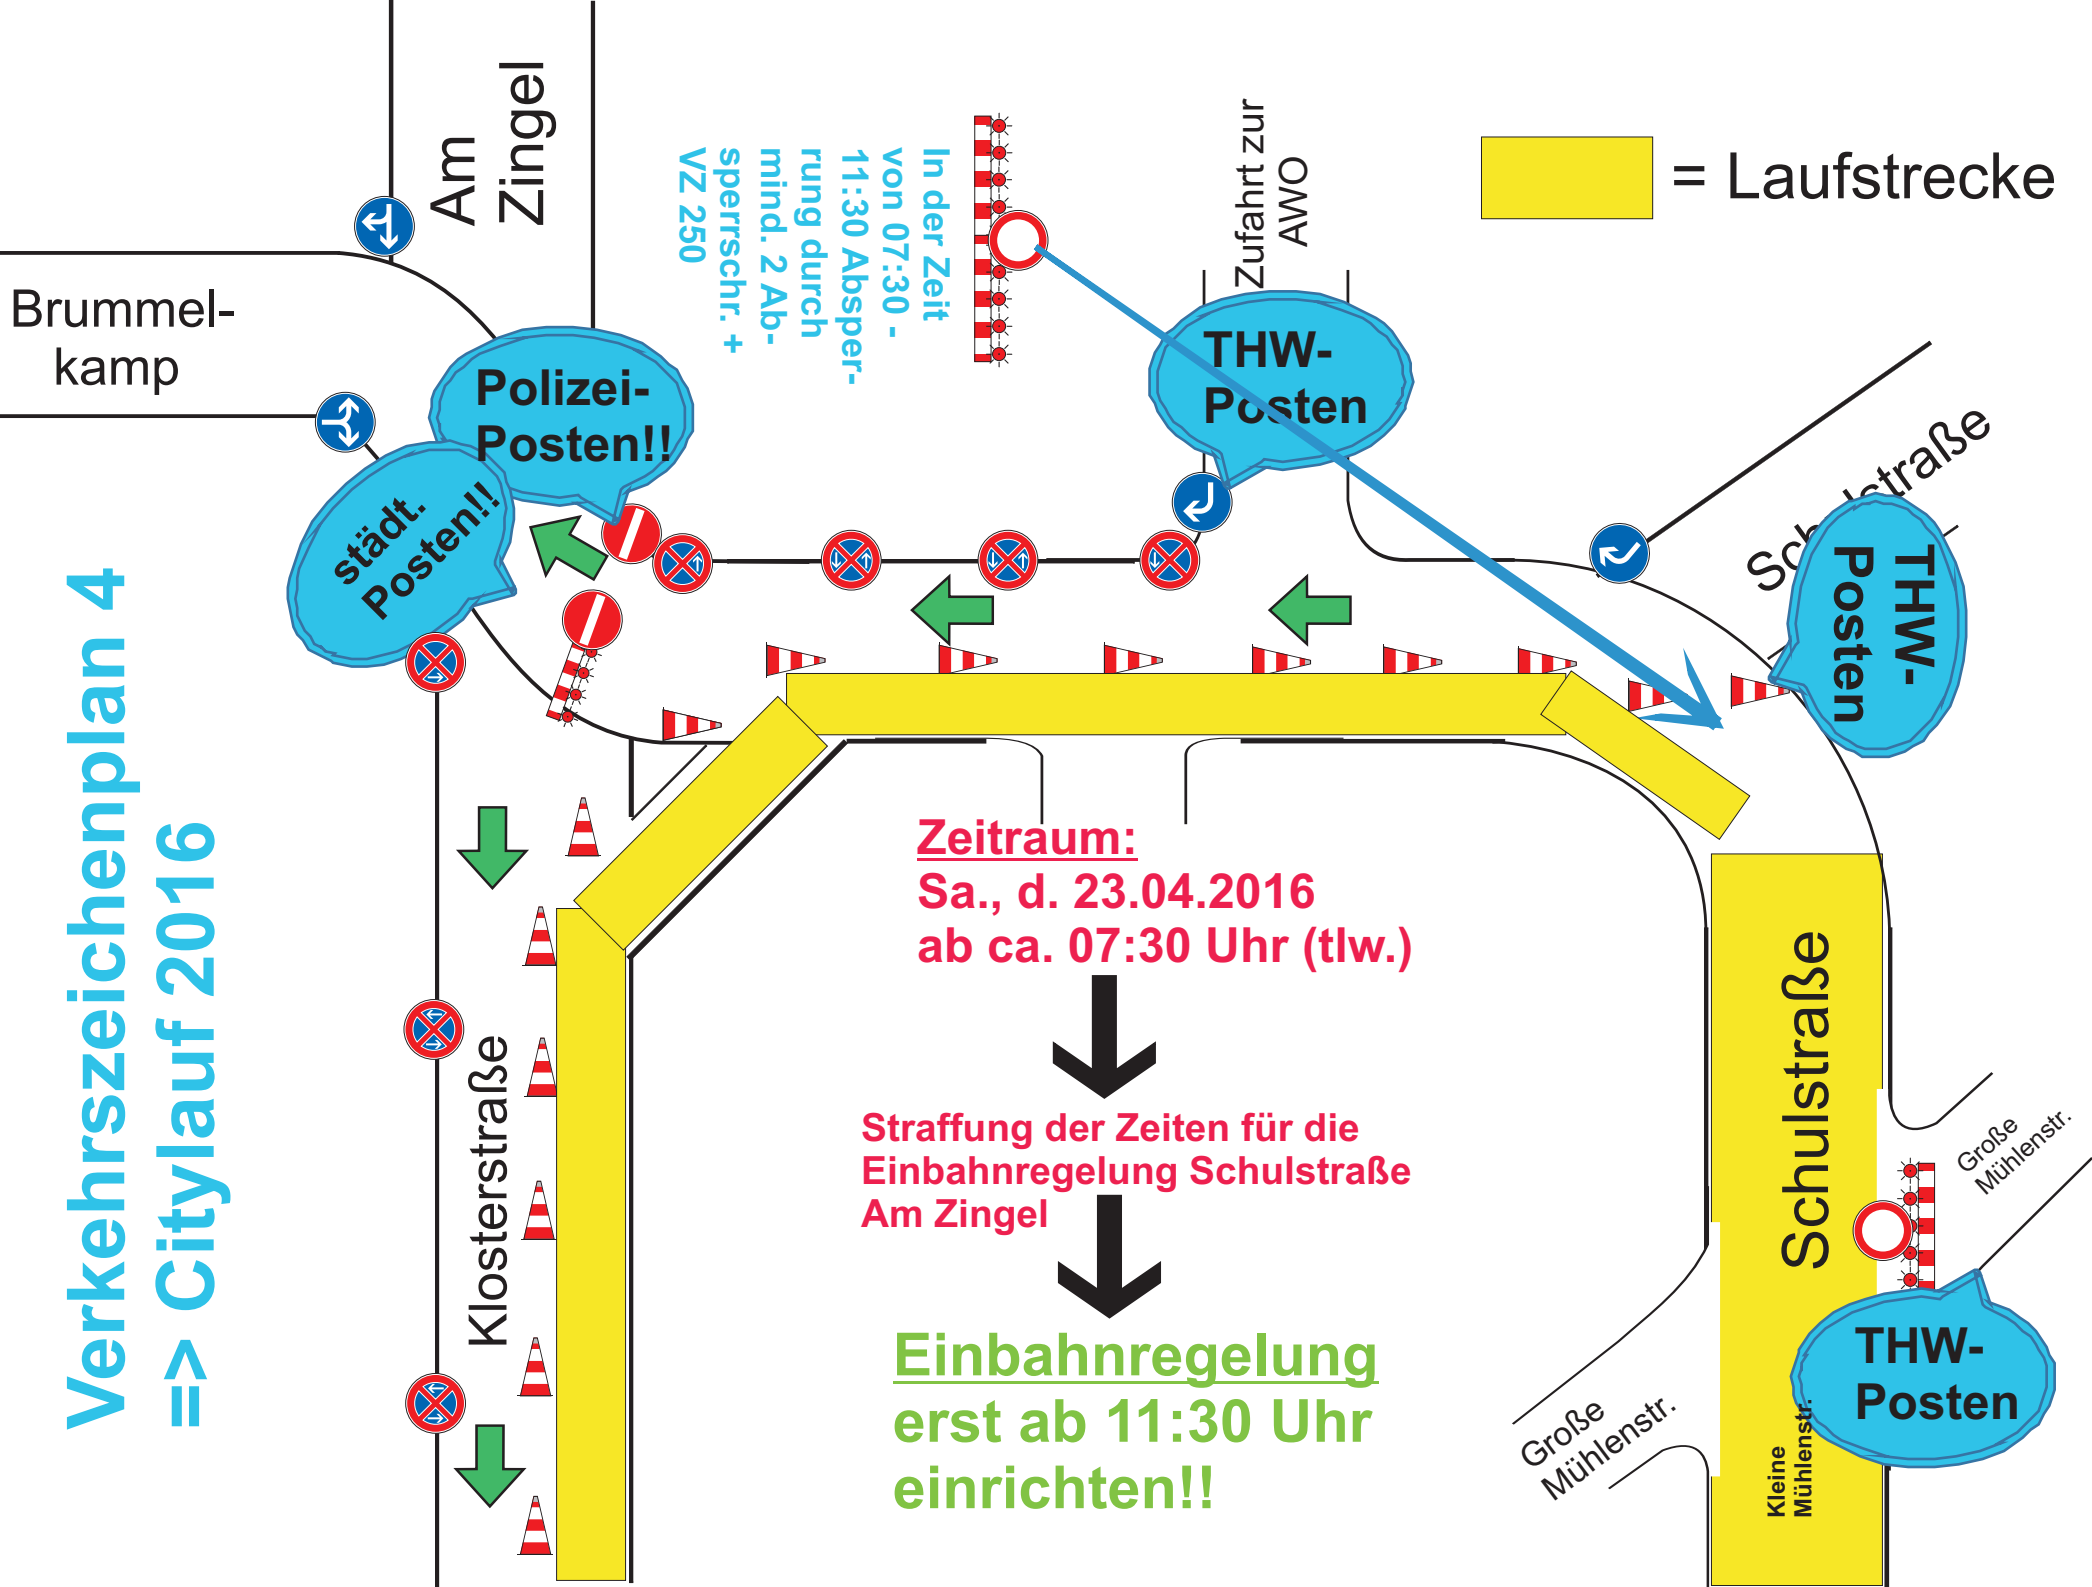 Verkehrszeichenplan 4
=> Citylauf 2016
Am
Zingel
Brummel-
kamp
Polizei-
Posten!!
städt.
Posten!!
In der Zeit
von 07:30 -
11:30 Absper-
rung durch
mind. 2 Ab-
sperrschr. +
VZ 250
Zufahrt zur
AWO
THW-
Posten
= Laufstrecke
Schulstraße
THW-
Posten
Klosterstraße
Zeitraum:
Sa., d. 23.04.2016
ab ca. 07:30 Uhr (tlw.)
Straffung der Zeiten für die
Einbahnregelung Schulstraße
Am Zingel
Einbahnregelung
erst ab 11:30 Uhr
einrichten!!
Schulstraße
Große
Mühlenstr.
THW-
Posten
Große
Mühlenstr.
Kleine
Mühlenstr.